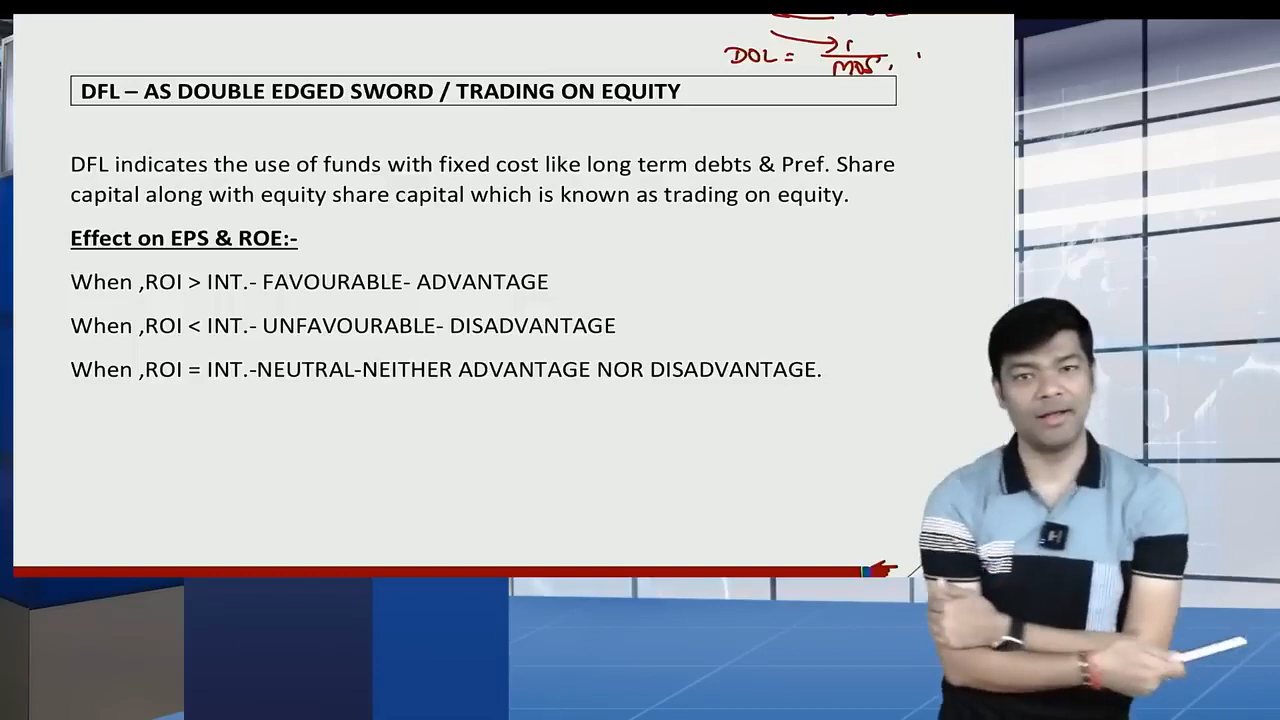 DOL = 1
MOS
DFL – AS DOUBLE EDGED SWORD / TRADING ON EQUITY
DFL indicates the use of funds with fixed cost like long term debts & Pref. Share
capital along with equity share capital which is known as trading on equity.
Effect on EPS & ROE:-
When ,ROI > INT.- FAVOURABLE- ADVANTAGE
When ,ROI < INT.- UNFAVOURABLE- DISADVANTAGE
When ,ROI = INT.-NEUTRAL-NEITHER ADVANTAGE NOR DISADVANTAGE.